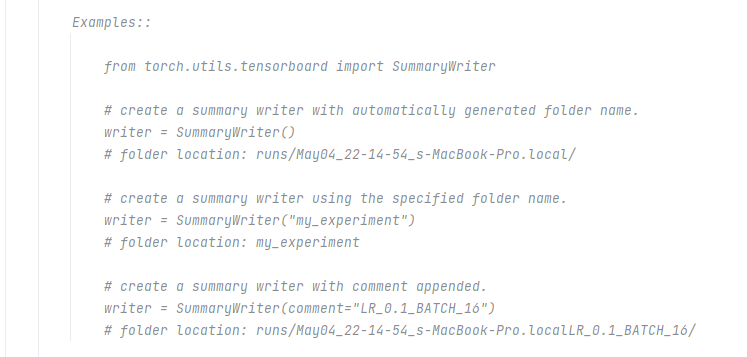 Examples::
from torch.utils.tensorboard import SummaryWriter
# create a summary writer with automatically generated folder name.
writer = SummaryWriter()
# folder location: runs/May04_22-14-54_s-MacBook-Pro.local/
# create a summary writer using the specified folder name.
writer = SummaryWriter("my_experiment")
# folder location: my_experiment
# create a summary writer with comment appended.
writer = SummaryWriter(comment="LR_0.1_BATCH_16")
# folder location: runs/May04_22-14-54_s-MacBook-Pro.localLR_0.1_BATCH_16/